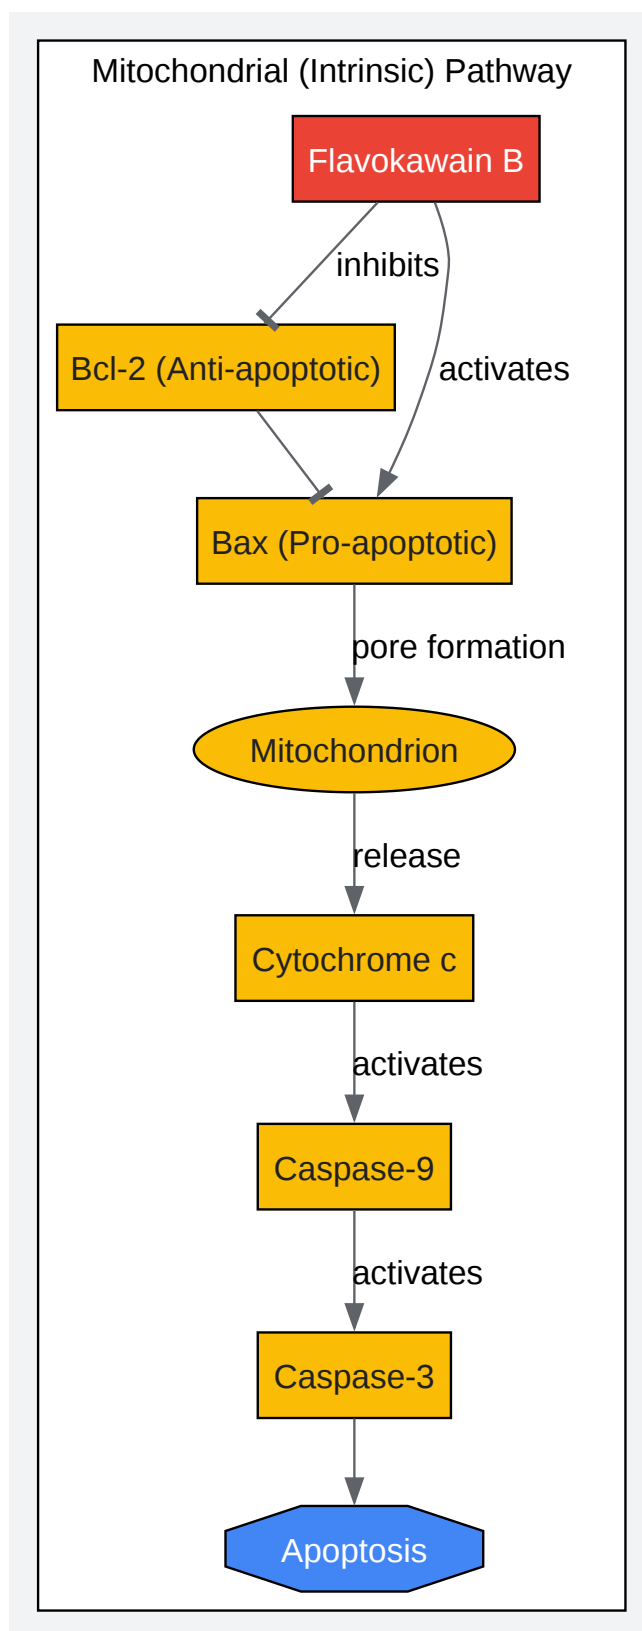 Mitochondrial (Intrinsic) Pathway
Flavokawain B
inhibits
Bcl-2 (Anti-apoptotic)
activates
Bax (Pro-apoptotic)
pore formation
Mitochondrion
release
Cytochrome c
activates
Caspase-9
activates
Caspase-3
Apoptosis